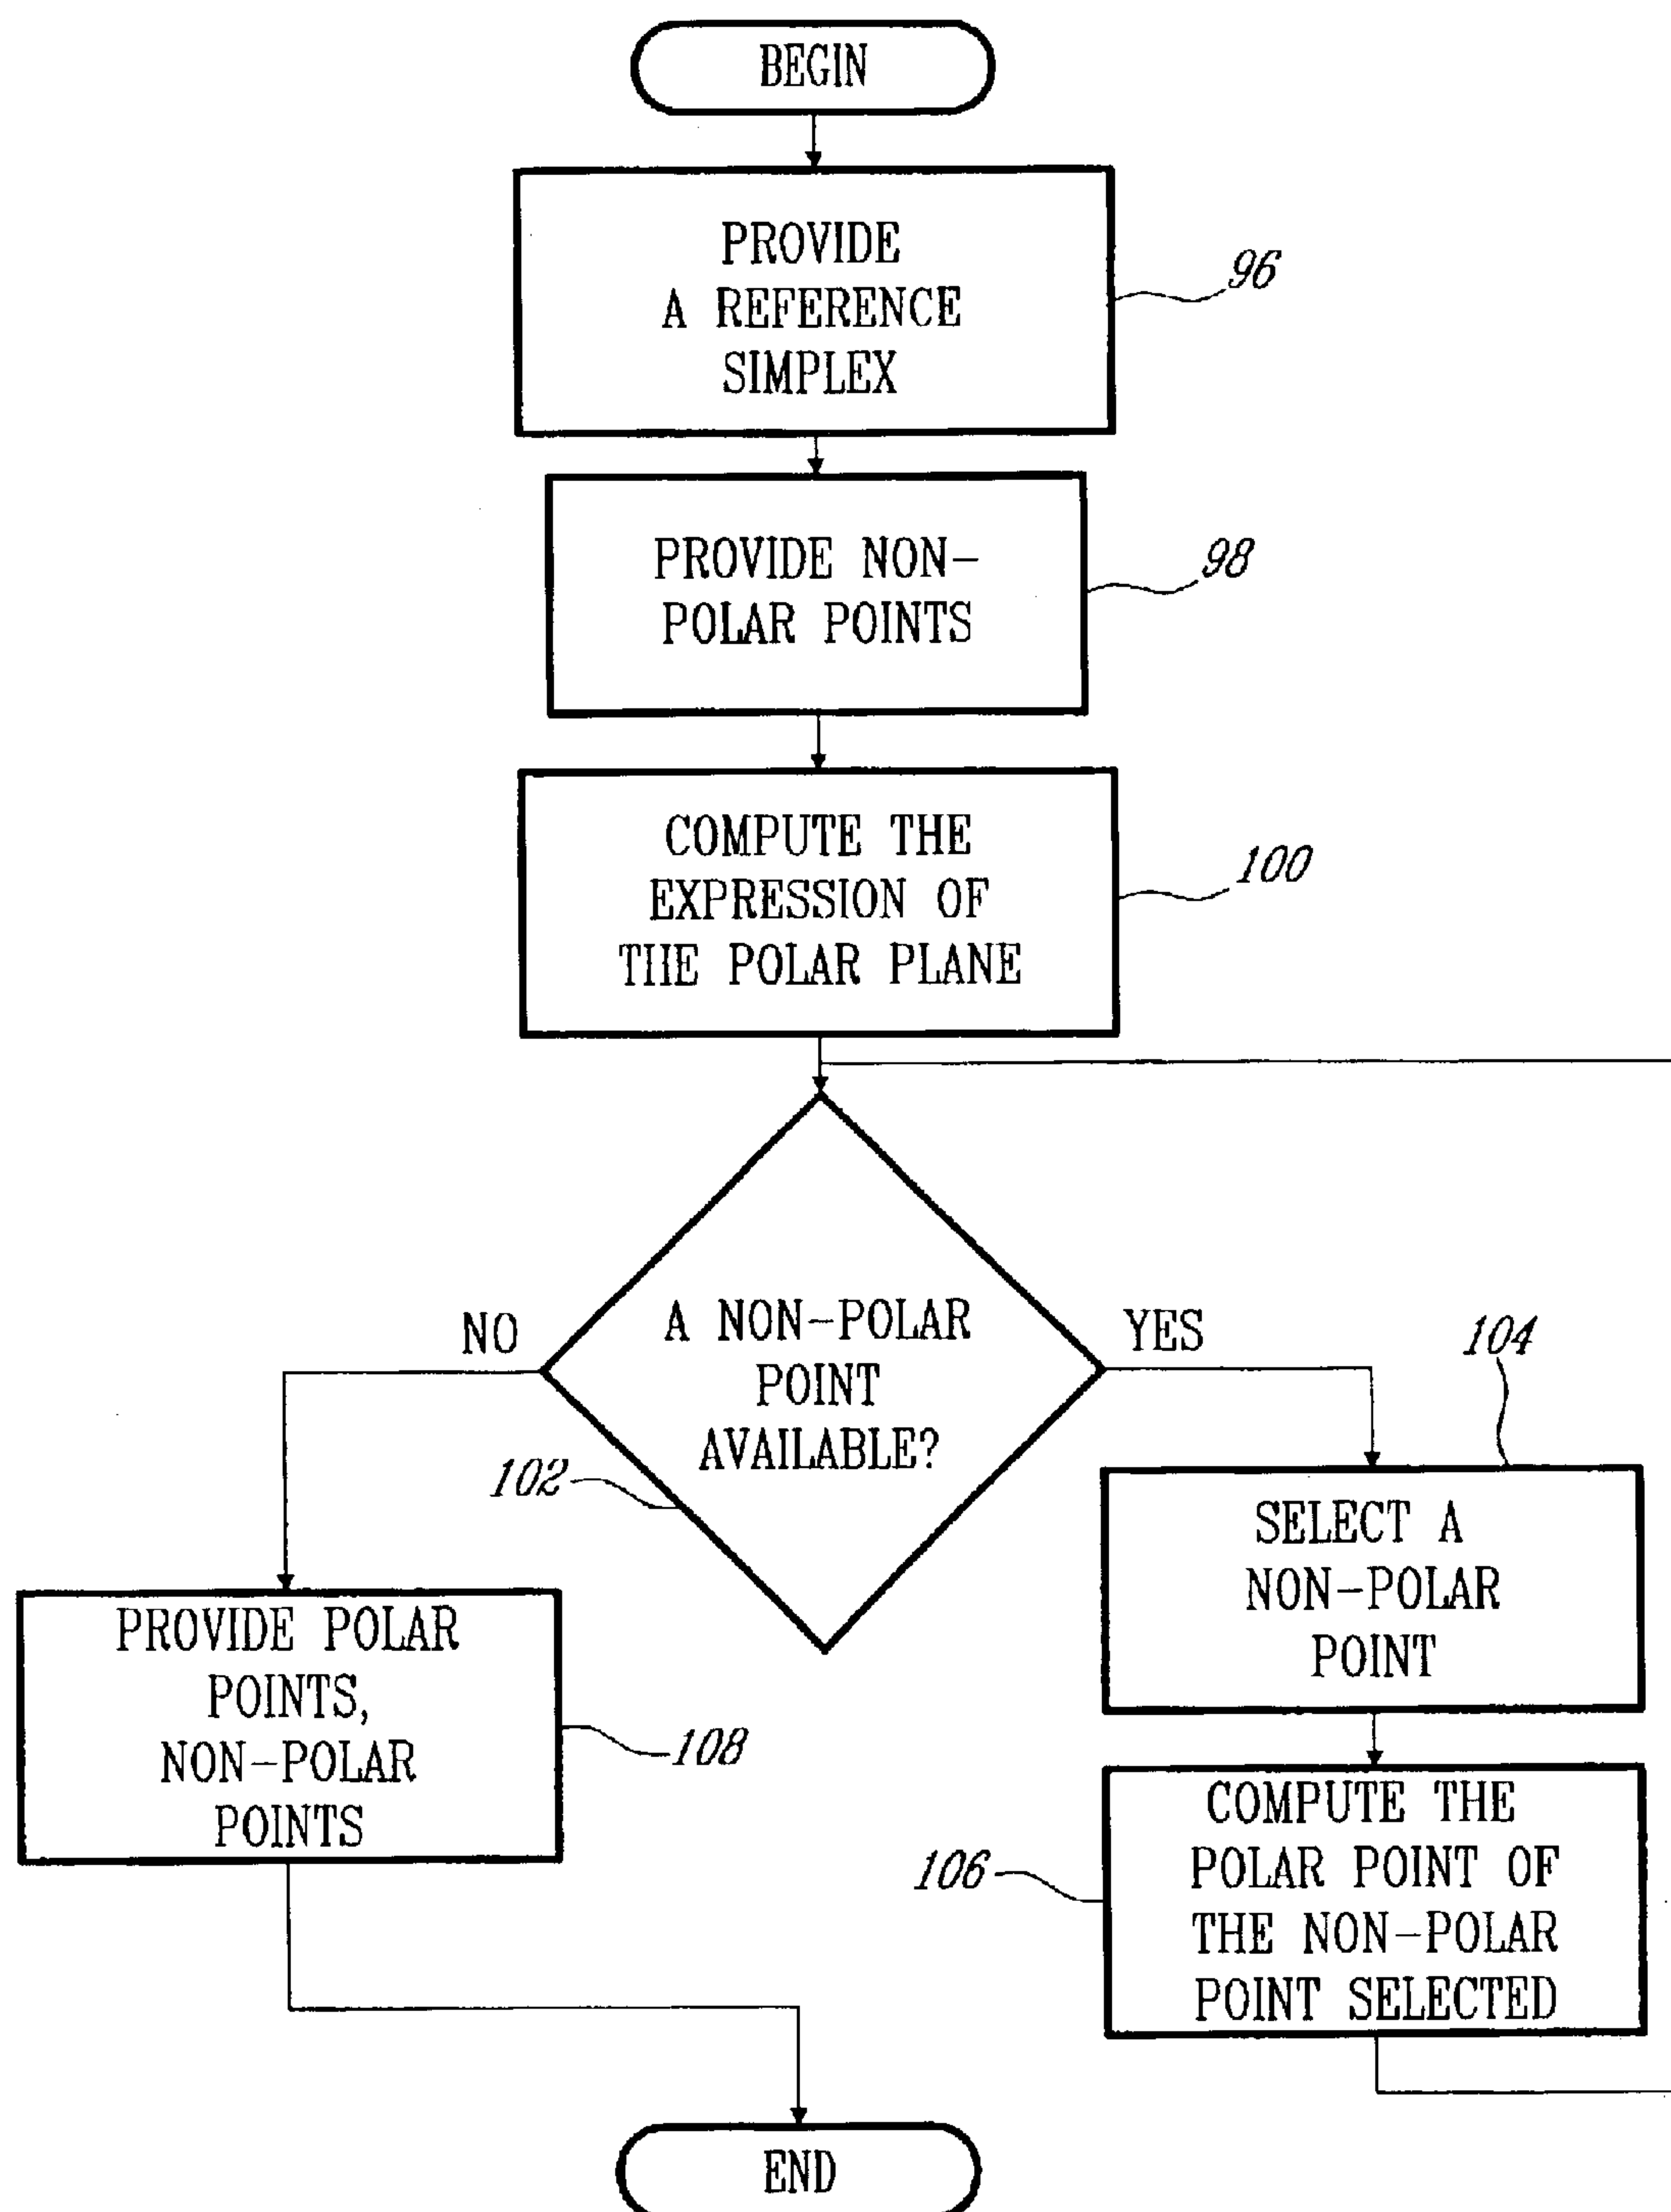 BEGIN
PROVIDE
A REFERENCE
SIMPLEX
96
PROVIDE NON-
POLAR POINTS
98
COMPUTE THE
EXPRESSION OF
THE POLAR PLANE
100
A NON-POLAR
POINT
AVAILABLE?
NO
YES
102
104
SELECT A
NON-POLAR
POINT
PROVIDE POLAR
POINTS,
NON-POLAR
POINTS
108
COMPUTE THE
POLAR POINT OF
THE NON-POLAR
POINT SELECTED
106
END